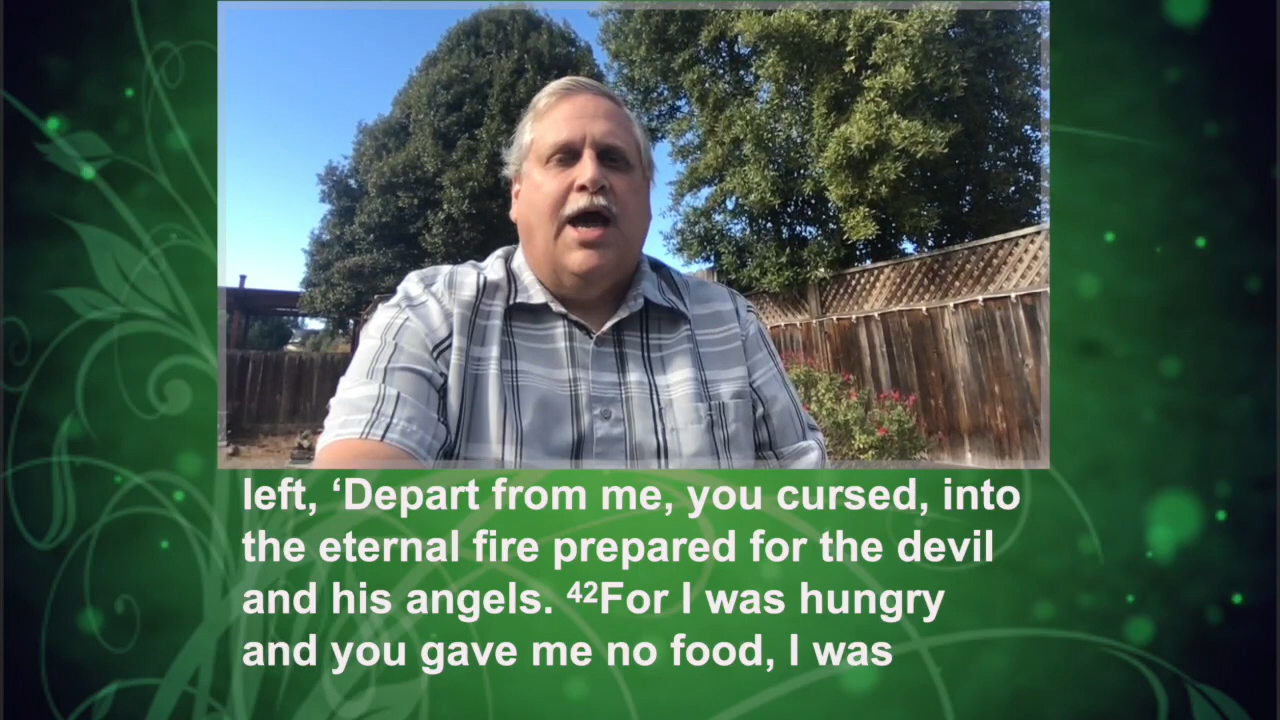 left, ‘Depart from me, you cursed, into
the eternal fire prepared for the devil
and his angels. ⁴²For I was hungry
and you gave me no food, I was